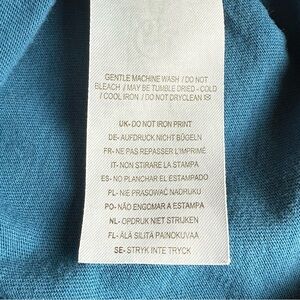 GENTLE MACHINE WASH / DO NOT
BLEACH / MAY BE TUMBLE DRIED - COLD
/ COOL IRON / DO NOT DRYCLEAN
UK- DO NOT IRON PRINT
DE- AUFDRUCK NICHT BÜGELN
FR- NE PAS REPASSER L'IMPRIMÉ
IT- NON STIRARE LA STAMPA
ES- NO PLANCHAR EL ESTAMPADO
PL- NIE PRASOWAĆ NADRUKU
PO- NÃO ENGOMAR A ESTAMPA
NL- OPDRUK NIET STRIJKEN
FL- ÄLÄ SILITÄ PAINOKUVAA
SE- STRYK INTE TRYCK